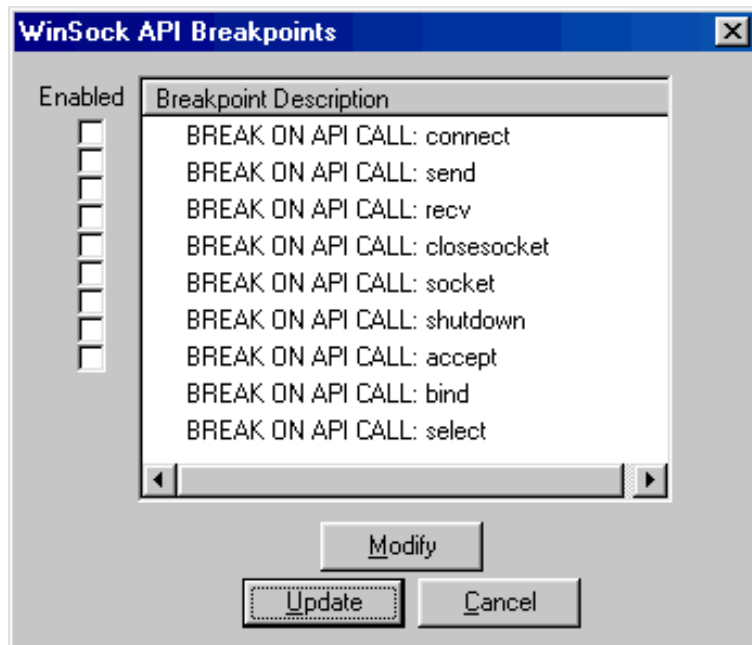 WinSock API Breakpoints
Enabled
Breakpoint Description
BREAK ON API CALL: connect
BREAK ON API CALL: send
BREAK ON API CALL: recv
BREAK ON API CALL: closesocket
BREAK ON API CALL: socket
BREAK ON API CALL: shutdown
BREAK ON API CALL: accept
BREAK ON API CALL: bind
BREAK ON API CALL: select
Modify
Update Cancel